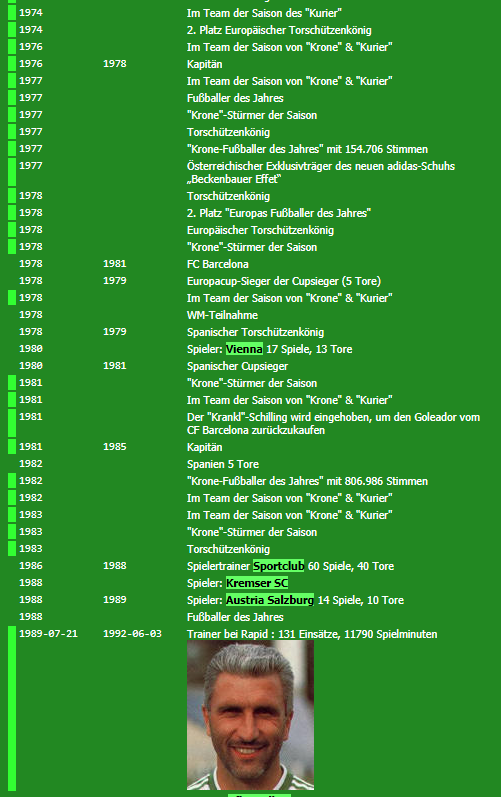 1974 Im Team der Saison des "Kurier"
1974 2. Platz Europäischer Torschützenkönig
1976 Im Team der Saison von "Krone" & "Kurier"
1976 1978 Kapitän
1977 Im Team der Saison von "Krone" & "Kurier"
1977 Fußballer des Jahres
1977 "Krone"-Stürmer der Saison
1977 Torschützenkönig
1977 "Krone-Fußballer des Jahres" mit 154.706 Stimmen
1977 Österreichischer Exklusivträger des neuen adidas-Schuhs
„Beckenbauer Effet“
1978 Torschützenkönig
1978 2. Platz "Europas Fußballer des Jahres"
1978 Europäischer Torschützenkönig
1978 "Krone"-Stürmer der Saison
1978 1981 FC Barcelona
1978 1979 Europacup-Sieger der Cupsieger (5 Tore)
1978 Im Team der Saison von "Krone" & "Kurier"
1978 WM-Teilnahme
1978 1979 Spanischer Torschützenkönig
1980 Spieler: Vienna 17 Spiele, 13 Tore
1980 1981 Spanischer Cupsieger
1981 "Krone"-Stürmer der Saison
1981 Im Team der Saison von "Krone" & "Kurier"
1981 Der "Krankl"-Schilling wird eingehoben, um den Goleador vom
CF Barcelona zurückzukaufen
1981 1985 Kapitän
1982 Spanien 5 Tore
1982 "Krone-Fußballer des Jahres" mit 806.986 Stimmen
1982 Im Team der Saison von "Krone" & "Kurier"
1983 Im Team der Saison von "Krone" & "Kurier"
1983 "Krone"-Stürmer der Saison
1983 Torschützenkönig
1986 1988 Spielertrainer Sportclub 60 Spiele, 40 Tore
1988 Spieler: Kremser SC
1988 1989 Spieler: Austria Salzburg 14 Spiele, 10 Tore
1988 Fußballer des Jahres
1989-07-21 1992-06-03 Trainer bei Rapid : 131 Einsätze, 11790 Spielminuten